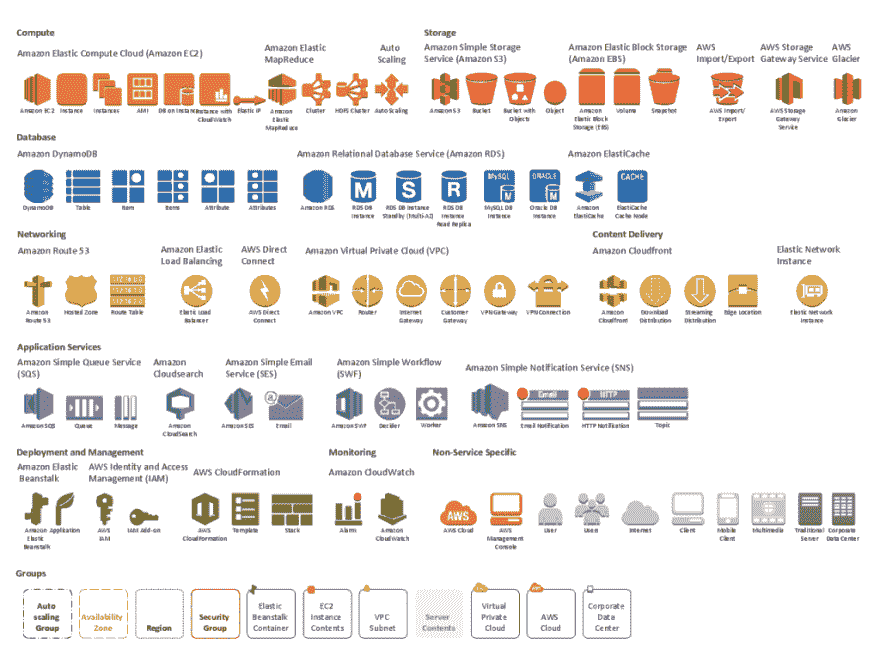 Compute
Storage
Amazon Elastic Compute Cloud (Amazon EC2)
Amazon Elastic
MapReduce
Auto
Scaling
Amazon Simple Storage
Service (Amazon S3)
Amazon Elastic Block Storage
(Amazon EBS)
AWS
Import/Export
AWS Storage
Gateway Service
AWS
Glacier
Amazon EC2
Instance
Instances
AMI
DB on Instance
Instance with
CloudWatch
Elastic IP
Amazon
Elastic
MapReduce
Cluster
HDFS Cluster
Auto Scaling
Amazon S3
Bucket
Bucket with
Objects
Object
Amazon
Elastic Block
Storage (EBS)
Volume
Snapshot
AWS Import/
Export
AWS Storage
Gateway
Service
Amazon
Glacier
Database
Amazon DynamoDB
Amazon Relational Database Service (Amazon RDS)
Amazon ElastiCache
M
S
R
MySQL
M
ORACLE
M
CACHE
DynamoDB
Table
Item
Items
Attribute
Attributes
Amazon RDS
RDS DB
Instance
RDS DB Instance
Standby (Multi-AZ)
RDS DB
Instance
Read Replica
MySQL DB
Instance
Oracle DB
Instance
Amazon
ElastiCache
ElastiCache
Cache Node
Networking
Content Delivery
Amazon Route 53
Amazon Elastic
Load Balancing
AWS Direct
Connect
Amazon Virtual Private Cloud (VPC)
Amazon Cloudfront
Elastic Network
Instance
Amazon
Route 53
Hosted Zone
Route Table
Elastic Load
Balancer
AWS Direct
Connect
Amazon VPC
Router
Internet
Gateway
Customer
Gateway
VPN Gateway
VPN Connection
Amazon
Cloudfront
Download
Distribution
Streaming
Distribution
Edge Location
Elastic Network
Instance
Application Services
Amazon Simple Queue Service
(SQS)
Amazon
Cloudsearch
Amazon Simple Email
Service (SES)
Amazon Simple Workflow
(SWF)
Amazon Simple Notification Service (SNS)
@
Email
HTTP
Amazon SQS
Queue
Message
Amazon
CloudSearch
Amazon SES
Email
Amazon SWF
Decider
Worker
Amazon SNS
Email Notification
HTTP Notification
Topic
Deployment and Management
Monitoring
Non-Service Specific
Amazon Elastic
Beanstalk
AWS Identity and Access
Management (IAM)
AWS CloudFormation
Amazon CloudWatch
AWS
Amazon
Elastic
Beanstalk
Application
AWS
IAM
IAM Add-on
AWS
CloudFormation
Template
Stack
Alarm
Amazon
CloudWatch
AWS Cloud
AWS
Management
Console
User
Users
Internet
Client
Mobile
Client
Multimedia
Traditional
Server
Corporate
Data Center
Groups
Auto
scaling
Group
Availability
Zone
Region
Security
Group
Elastic
Beanstalk
Container
EC2
Instance
Contents
VPC
Subnet
Server
Contents
Virtual
Private
Cloud
AWS
Cloud
Corporate
Data
Center